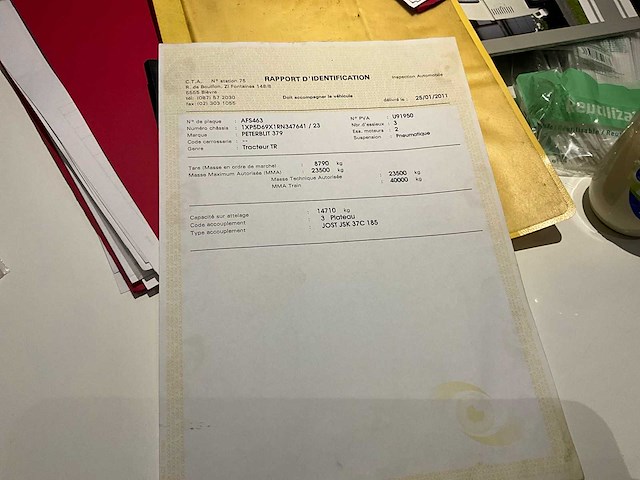 C.T.A. N° station 75
R. de Bouillon, ZI Fontaines 148/B
5555 Bièvre
tél: (087) 57 2030
fax (02) 303 1055
RAPPORT D'IDENTIFICATION
Doit accompagner le véhicule
Inspection Automobile
délivré le : 25/01/2011
N° de plaque : AFS463
Numéro châssis : 1XP5D69X1RN347641 / 23
Marque : PETERBILT 379
Code carrosserie : --
Genre : Tracteur TR
N° PVA : U91950
Nbr d'essieux : 3
Ess. moteurs : 2
Suspension : Pneumatique
Tare (Masse en ordre de marche) : 8790 kg
Masse Maximum Autorisée (MMA) : 23500 kg
Masse Technique Autorisée : 23500 kg
MMA Train : 40000 kg
Capacité sur attelage : 14710 kg
Code accouplement : 3 Plateau
Type accouplement : JOST JSK 37C 185